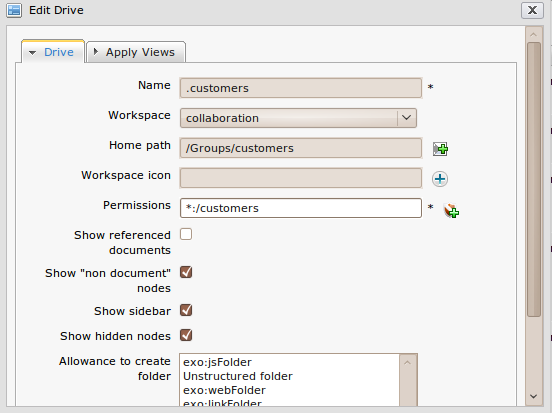 Edit Drive
Drive
Apply Views
Name
.customers
*
Workspace
collaboration
Home path
/Groups/customers
Workspace icon
Permissions
*:/customers
*
Show referenced
documents
Show "non document"
nodes
Show sidebar
Show hidden nodes
Allowance to create
folder
exo:jsFolder
Unstructured folder
exo:webFolder
exo:linkFolder